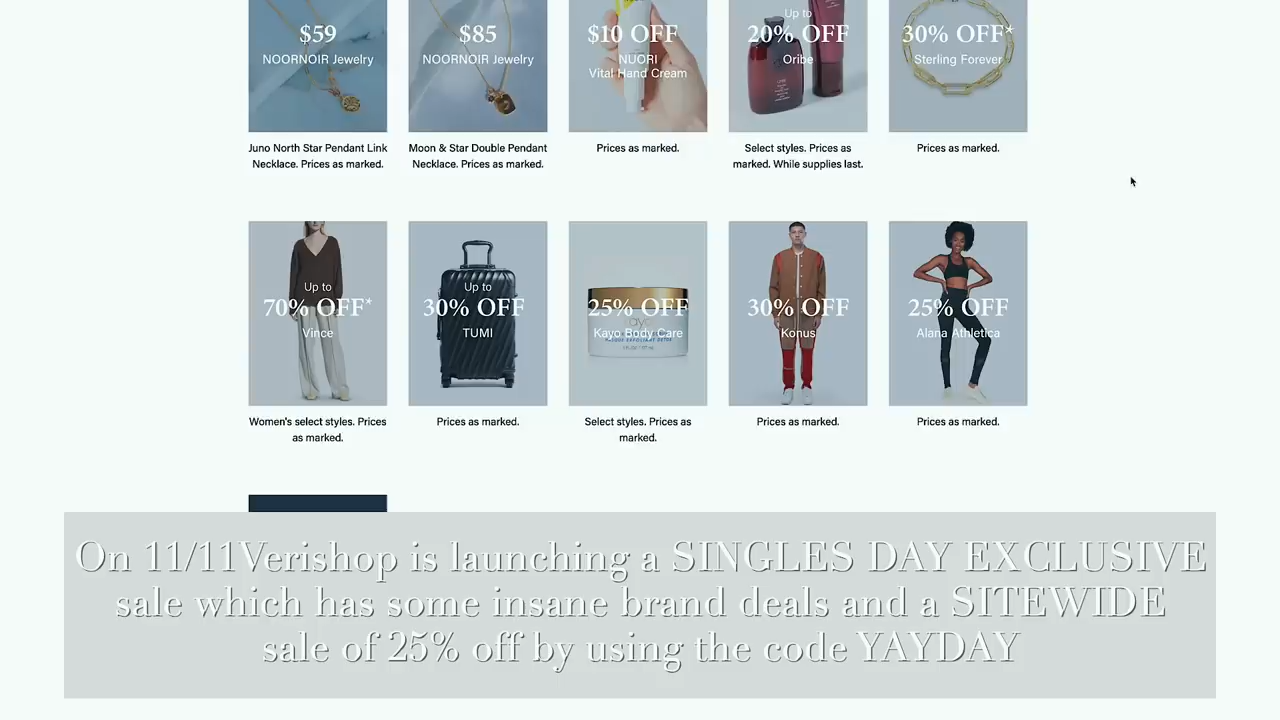 $59
NOORNOIR Jewelry
$85
NOORNOIR Jewelry
$10 OFF
NUORI
Vital Hand Cream
Up to
20% OFF
Oribe
30% OFF*
Sterling Forever
Juno North Star Pendant Link
Necklace. Prices as marked.
Moon & Star Double Pendant
Necklace. Prices as marked.
Prices as marked.
Select styles. Prices as
marked. While supplies last.
Prices as marked.
Up to
70% OFF*
Vince
Up to
30% OFF
TUMI
25% OFF
Kayo Body Care
30% OFF
Konus
25% OFF
Alana Athletica
Women's select styles. Prices
as marked.
Prices as marked.
Select styles. Prices as
marked.
Prices as marked.
Prices as marked.
On 11/11Verishop is launching a SINGLES DAY EXCLUSIVE
sale which has some insane brand deals and a SITEWIDE
sale of 25% off by using the code YAYDAY